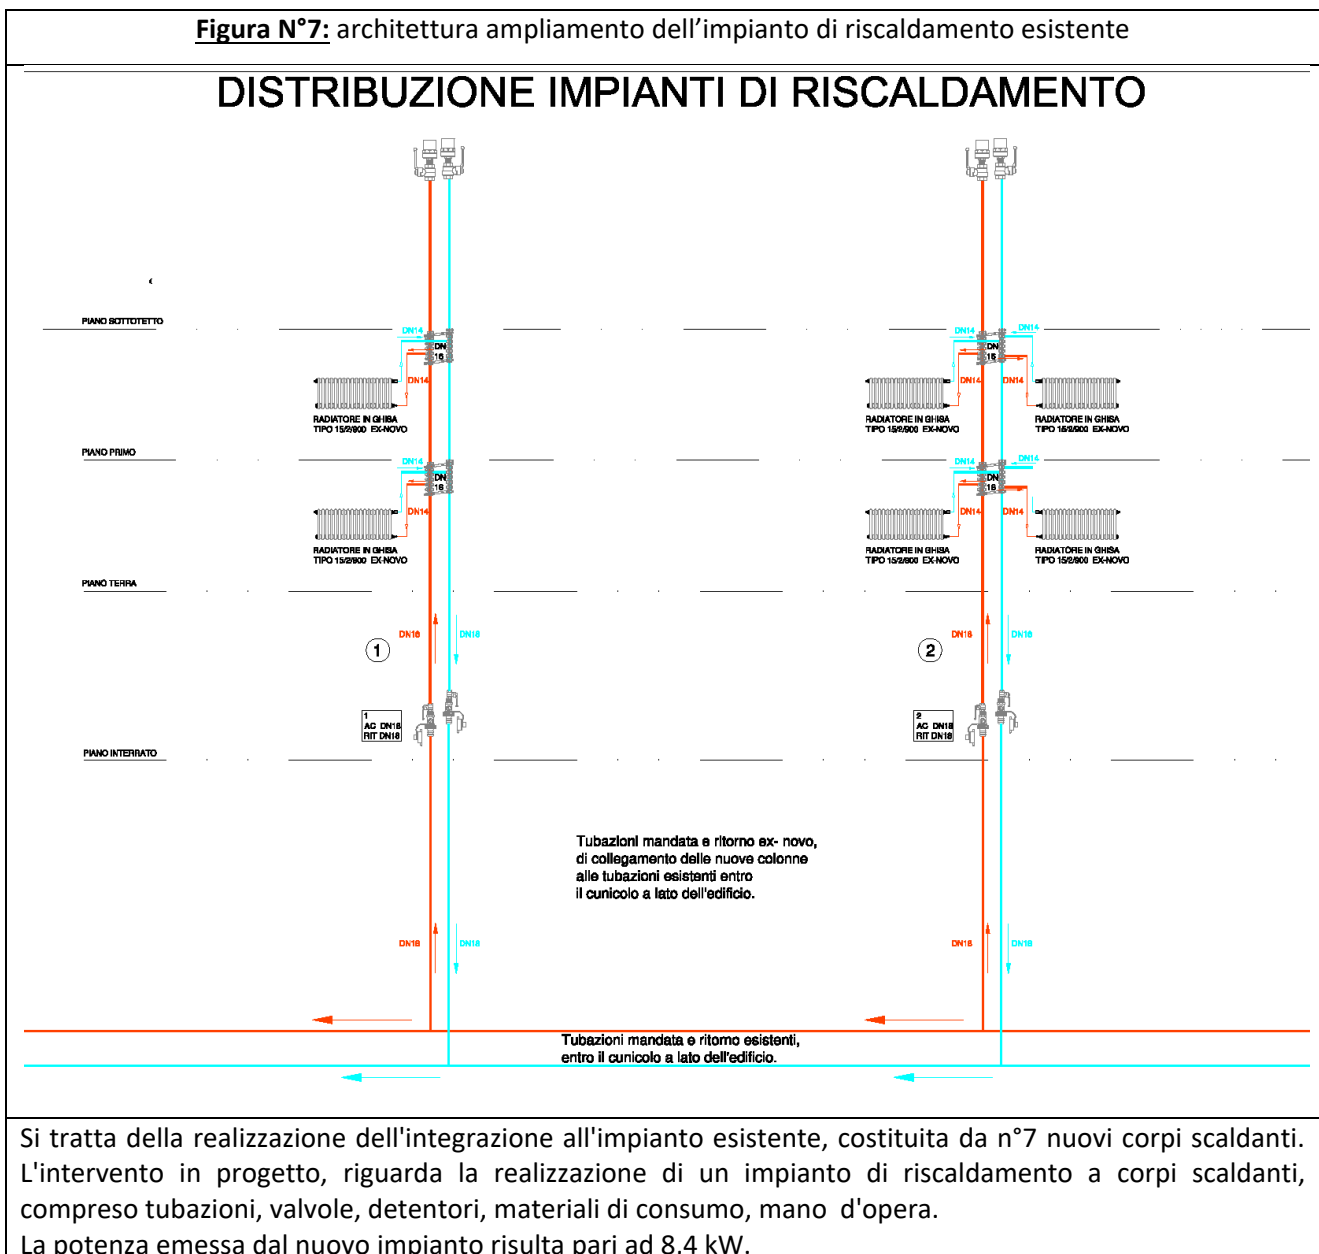 Figura N°7: architettura ampliamento dell'impianto di riscaldamento esistente
DISTRIBUZIONE IMPIANTI DI RISCALDAMENTO
PIANO SOTTOTETTO
DN14
DN
16
DN14
RADIATORE IN GHISA
TIPO 15/2/900 EX-NOVO
DN14
DN14
DN
16
DN14
DN14
RADIATORE IN GHISA
TIPO 15/2/900 EX-NOVO
RADIATORE IN GHISA
TIPO 15/2/900 EX-NOVO
PIANO PRIMO
DN14
DN
16
DN14
RADIATORE IN GHISA
TIPO 15/2/900 EX-NOVO
DN14
DN14
DN
16
DN14
DN14
RADIATORE IN GHISA
TIPO 15/2/900 EX-NOVO
RADIATORE IN GHISA
TIPO 15/2/900 EX-NOVO
PIANO TERRA
DN18
DN18
1
DN18
DN18
2
1
AC DN18
RIT DN18
2
AC DN18
RIT DN18
PIANO INTERRATO
Tubazioni mandata e ritorno ex- novo,
di collegamento delle nuove colonne
alle tubazioni esistenti entro
il cunicolo a lato dell'edificio.
DN18
DN18
DN18
DN18
Tubazioni mandata e ritorno esistenti,
entro il cunicolo a lato dell'edificio.
Si tratta della realizzazione dell'integrazione all'impianto esistente, costituita da n°7 nuovi corpi scaldanti.
L'intervento in progetto, riguarda la realizzazione di un impianto di riscaldamento a corpi scaldanti,
compreso tubazioni, valvole, detentori, materiali di consumo, mano d'opera.
La potenza emessa dal nuovo impianto risulta pari ad 8,4 kW.